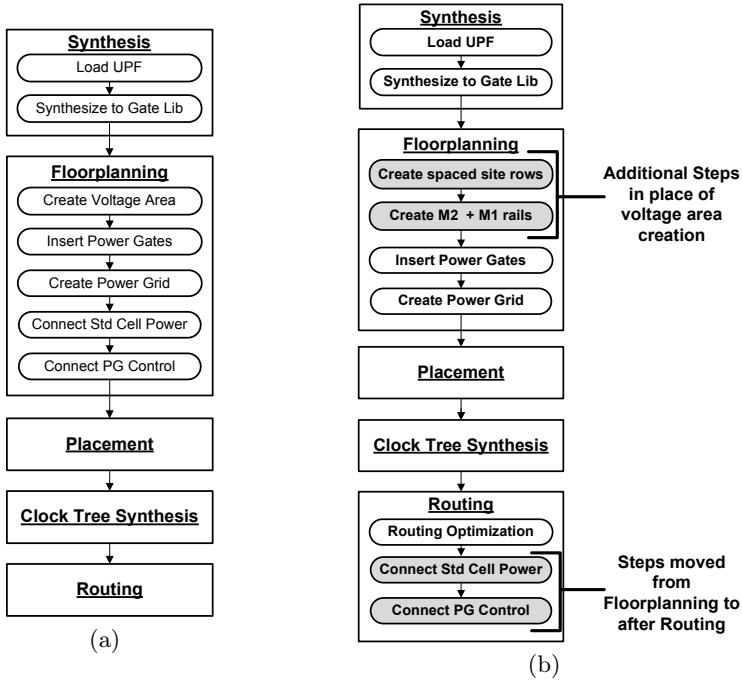 Synthesis
Load UPF
Synthesize to Gate Lib
Floorplanning
Create Voltage Area
Insert Power Gates
Create Power Grid
Connect Std Cell Power
Connect PG Control
Placement
Clock Tree Synthesis
Routing
(a)
Synthesis
Load UPF
Synthesize to Gate Lib
Floorplanning
Create spaced site rows
Create M2 + M1 rails
Insert Power Gates
Create Power Grid
Additional Steps
in place of
voltage area
creation
Placement
Clock Tree Synthesis
Routing
Routing Optimization
Connect Std Cell Power
Connect PG Control
Steps moved
from
Floorplanning to
after Routing
(b)